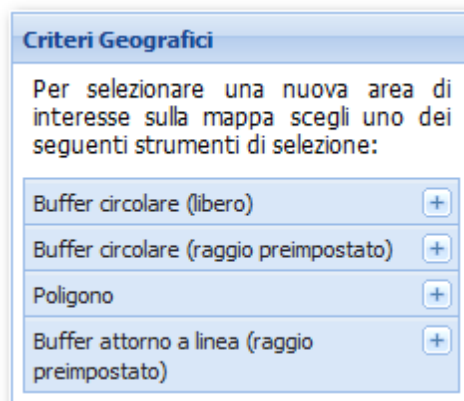 Criteri Geografici
Per selezionare una nuova area di
interesse sulla mappa scegli uno dei
seguenti strumenti di selezione:
Buffer circolare (libero)
Buffer circolare (raggio preimpostato)
Poligono
Buffer attorno a linea (raggio
preimpostato)